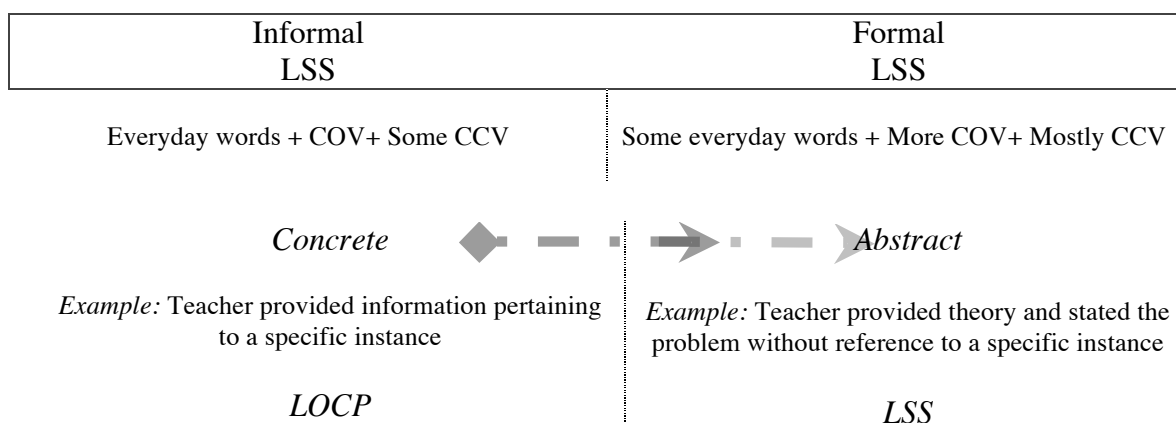 Informal
LSS
Formal
LSS
Everyday words + COV+ Some CCV
Some everyday words + More COV+ Mostly CCV
Concrete
Abstract
Example: Teacher provided information pertaining
to a specific instance
Example: Teacher provided theory and stated the
problem without reference to a specific instance
LOCP
LSS